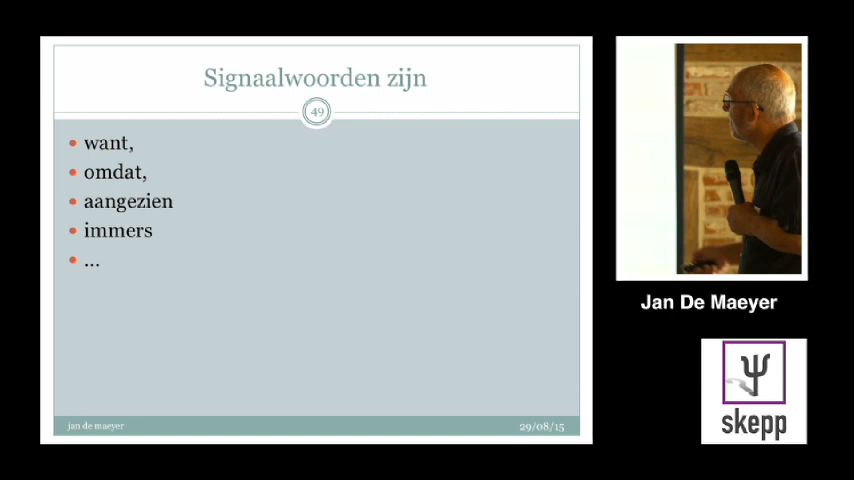 Signaalwoorden zijn
49
want,
omdat,
aangezien
immers
...
jan de maeyer
29/08/15
Jan De Maeyer
skepp